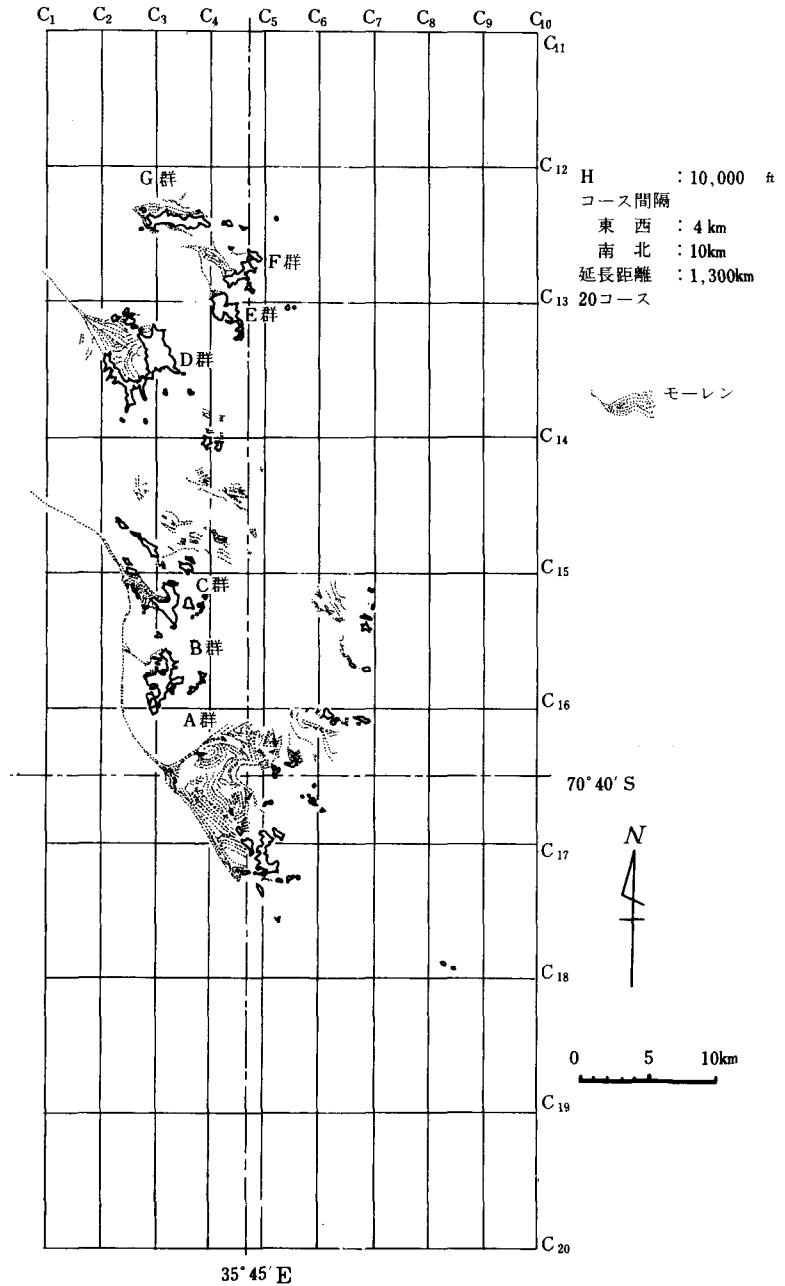 C₁ C₂ C₃ C₄ C₅ C₆ C₇ C₈ C₉ C₁₀
C₁₁
C₁₂
G群
H : 10,000 ft
コース間隔
東 西 : 4km
南 北 : 10km
延長距離 : 1,300km
20コース
F群
C₁₃
E群
D群
モーレン
C₁₄
C₁₅
C群
B群
C₁₆
A群
70°40′S
N
C₁₇
C₁₈
0 5 10km
C₁₉
C₂₀
35°45′E